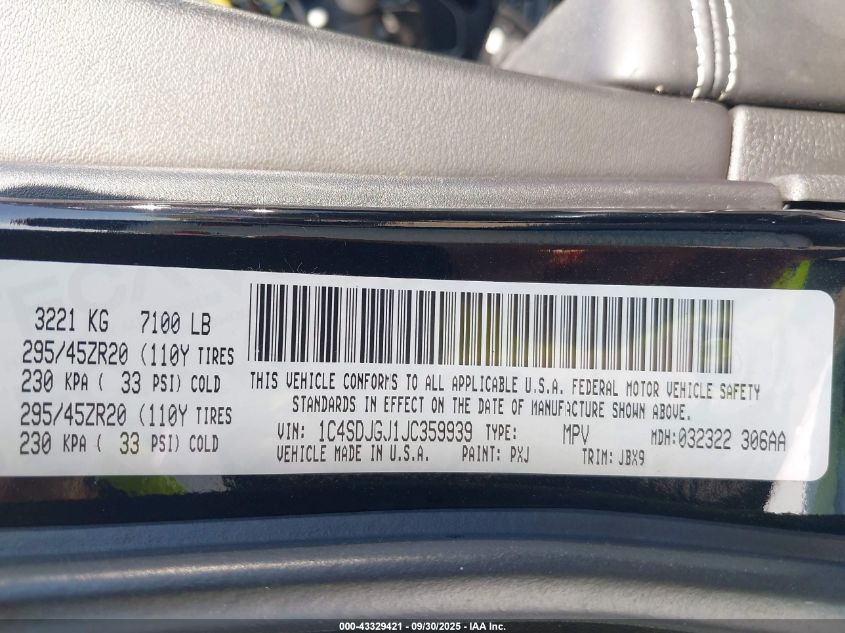 3221 KG 7100 LB
295/45ZR20 (110Y TIRES
230 KPA ( 33 PSI) COLD
295/45ZR20 (110Y TIRES
230 KPA ( 33 PSI) COLD
THIS VEHICLE CONFORMS TO ALL APPLICABLE U.S.A. FEDERAL MOTOR VEHICLE SAFETY
STANDARDS IN EFFECT ON THE DATE OF MANUFACTURE SHOWN ABOVE.
VIN: 1C4SDJGJ1JC359939 TYPE: MPV MDH:032322 306AA
VEHICLE MADE IN U.S.A. PAINT: PXJ TRIM: JBX9
000-43329421 - 09/30/2025 - IAA Inc.